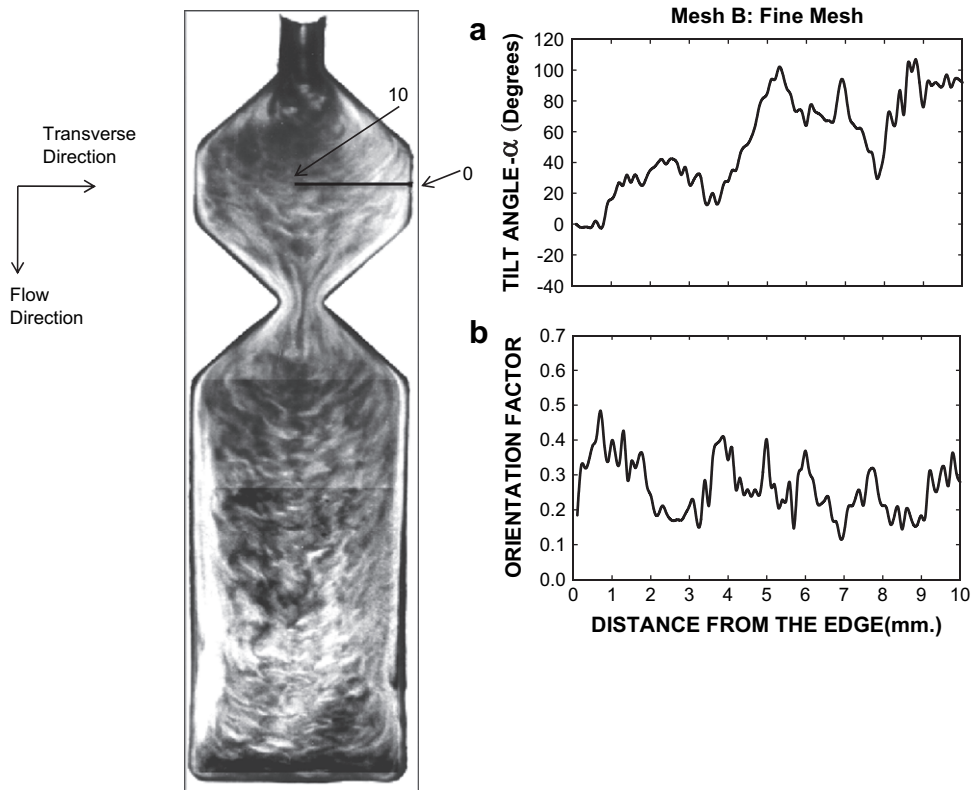 Transverse
Direction
Flow
Direction
10
0
Mesh B: Fine Mesh
a
TILT ANGLE-α (Degrees)
120
100
80
60
40
20
0
-20
-40
b
ORIENTATION FACTOR
0.7
0.6
0.5
0.4
0.3
0.2
0.1
0.0
0 1 2 3 4 5 6 7 8 9 10
DISTANCE FROM THE EDGE(mm.)